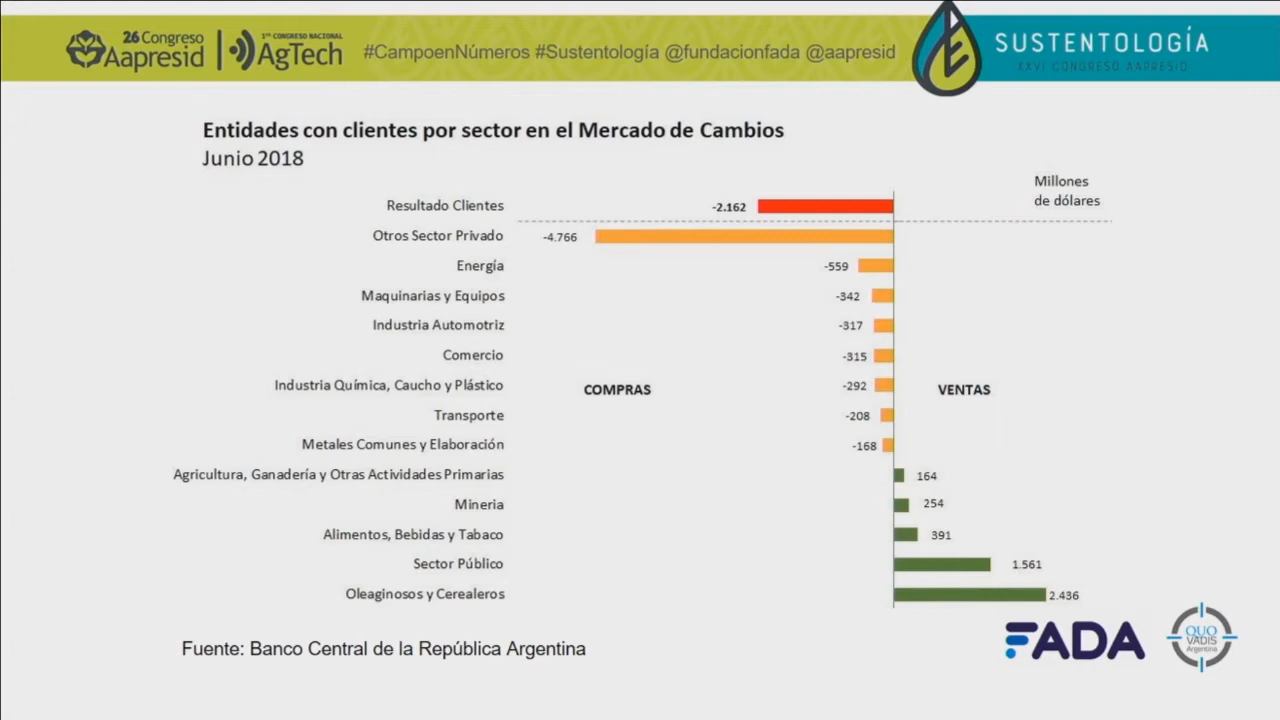 26 Congreso
Aapresid
1er CONGRESO NACIONAL
AgTech
#CampoenNúmeros #Sustentología @fundacionfada @aapresid
SUSTENTOLOGÍA
XXVI CONGRESO AAPRESID
Entidades con clientes por sector en el Mercado de Cambios
Junio 2018
Millones
de dólares
Resultado Clientes -2.162
Otros Sector Privado -4.766
Energía -559
Maquinarias y Equipos -342
Industria Automotriz -317
Comercio -315
Industria Química, Caucho y Plástico -292
COMPRAS VENTAS
Transporte -208
Metales Comunes y Elaboración -168
Agricultura, Ganadería y Otras Actividades Primarias 164
Mineria 254
Alimentos, Bebidas y Tabaco 391
Sector Público 1.561
Oleaginosos y Cerealeros 2.436
Fuente: Banco Central de la República Argentina
FADA
QUO
VADIS
Argentina